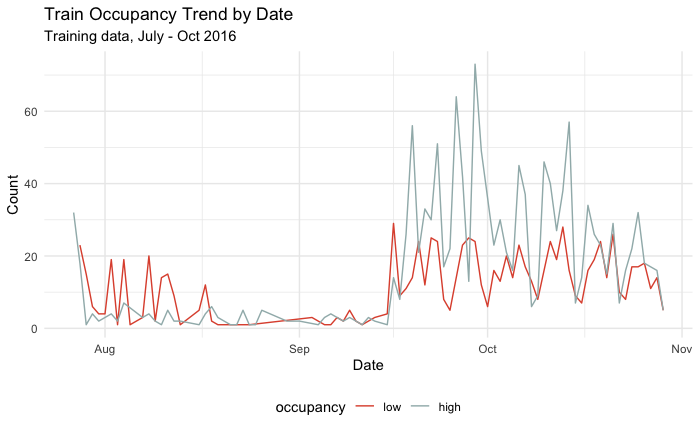 Train Occupancy Trend by Date
Training data, July - Oct 2016
Count
60
40
20
0
Aug
Sep
Oct
Nov
Date
occupancy
low
high